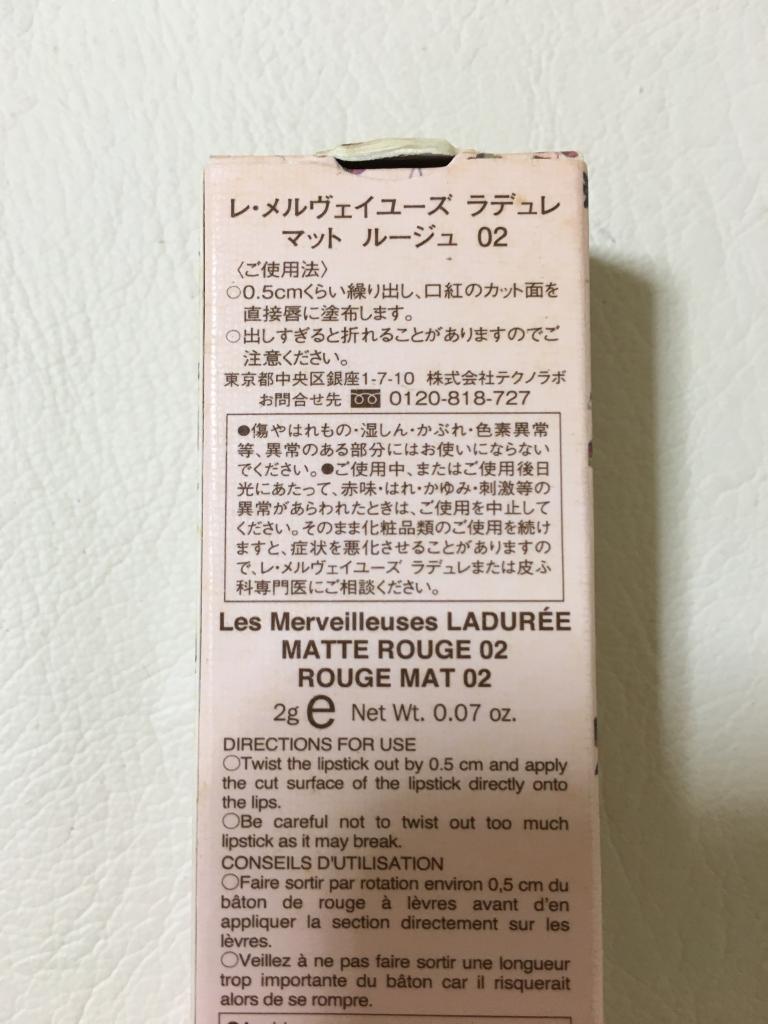 レ・メルヴェイユーズ ラデュレ
マット ルージュ 02
〈ご使用法〉
○0.5cmくらい繰り出し、口紅のカット面を
直接唇に塗布します。
○出しすぎると折れることがありますのでご
注意ください。
東京都中央区銀座1-7-10 株式会社テクノラボ
お問合せ先 0120-818-727
●傷やはれもの・湿しん・かぶれ・色素異常
等、異常のある部分にはお使いにならない
でください。●ご使用中、またはご使用後日
光にあたって、赤味・はれ・かゆみ・刺激等の
異常があらわれたときは、ご使用を中止して
ください。そのまま化粧品類のご使用を続け
ますと、症状を悪化させることがありますの
で、レ・メルヴェイユーズ ラデュレまたは皮ふ
科専門医にご相談ください。
Les Merveilleuses LADURÉE
MATTE ROUGE 02
ROUGE MAT 02
2g e Net Wt. 0.07 oz.
DIRECTIONS FOR USE
○Twist the lipstick out by 0.5 cm and apply
the cut surface of the lipstick directly onto
the lips.
○Be careful not to twist out too much
lipstick as it may break.
CONSEILS D'UTILISATION
○Faire sortir par rotation environ 0,5 cm du
bâton de rouge à lèvres avant d'en
appliquer la section directement sur les
lèvres.
○Veillez à ne pas faire sortir une longueur
trop importante du bâton car il risquerait
alors de se rompre.